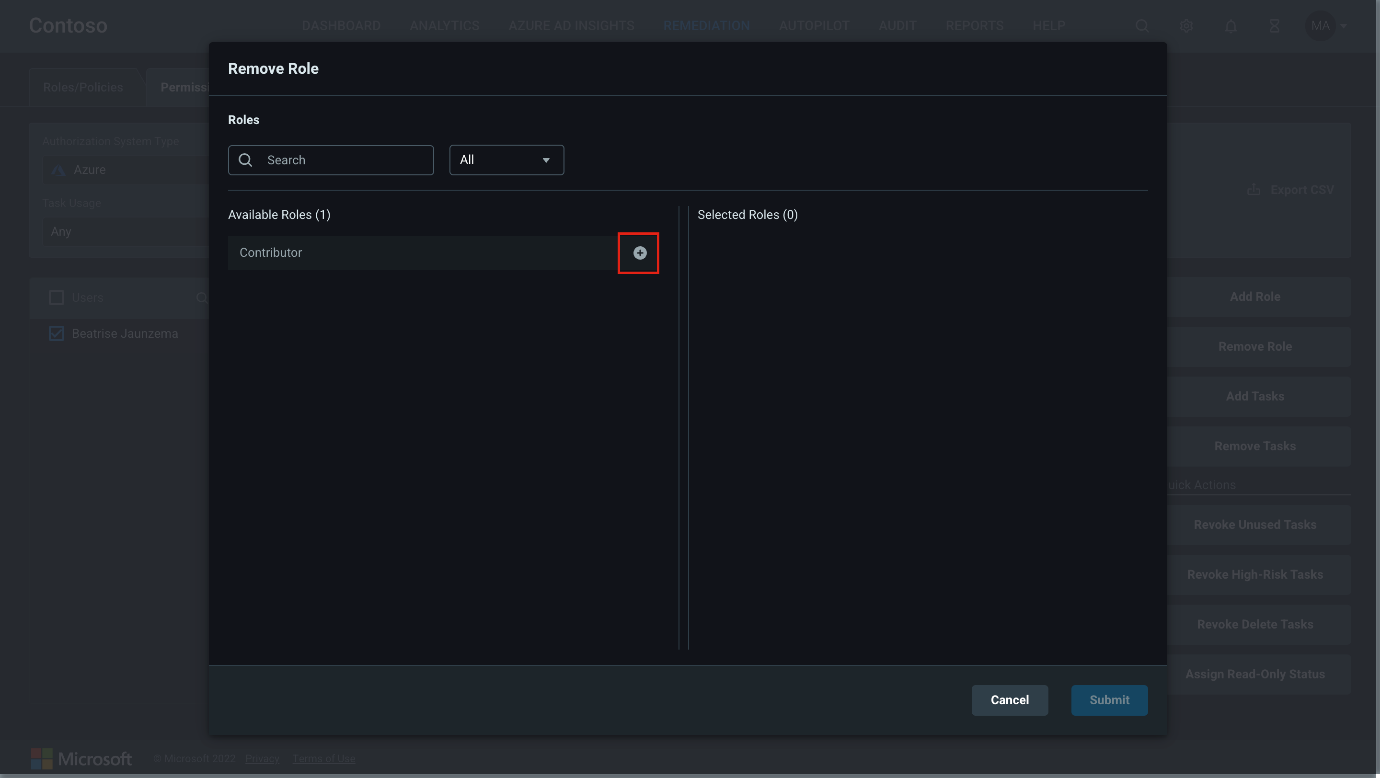 Contoso
DASHBOARD ANALYTICS AZURE AD INSIGHTS REMEDIATION AUTOPILOT AUDIT REPORTS HELP MA
Roles/Policies
Permiss
Authorization System Type
Azure
Task Usage
Any
Users
Beatrise Jaunzema
Remove Role
Roles
Search
All
Available Roles (1)
Contributor
Selected Roles (0)
Cancel
Submit
Export CSV
Add Role
Remove Role
Add Tasks
Remove Tasks
uick Actions
Revoke Unused Tasks
Revoke High-Risk Tasks
Revoke Delete Tasks
Assign Read-Only Status
Microsoft © Microsoft 2022 Privacy Terms of Use